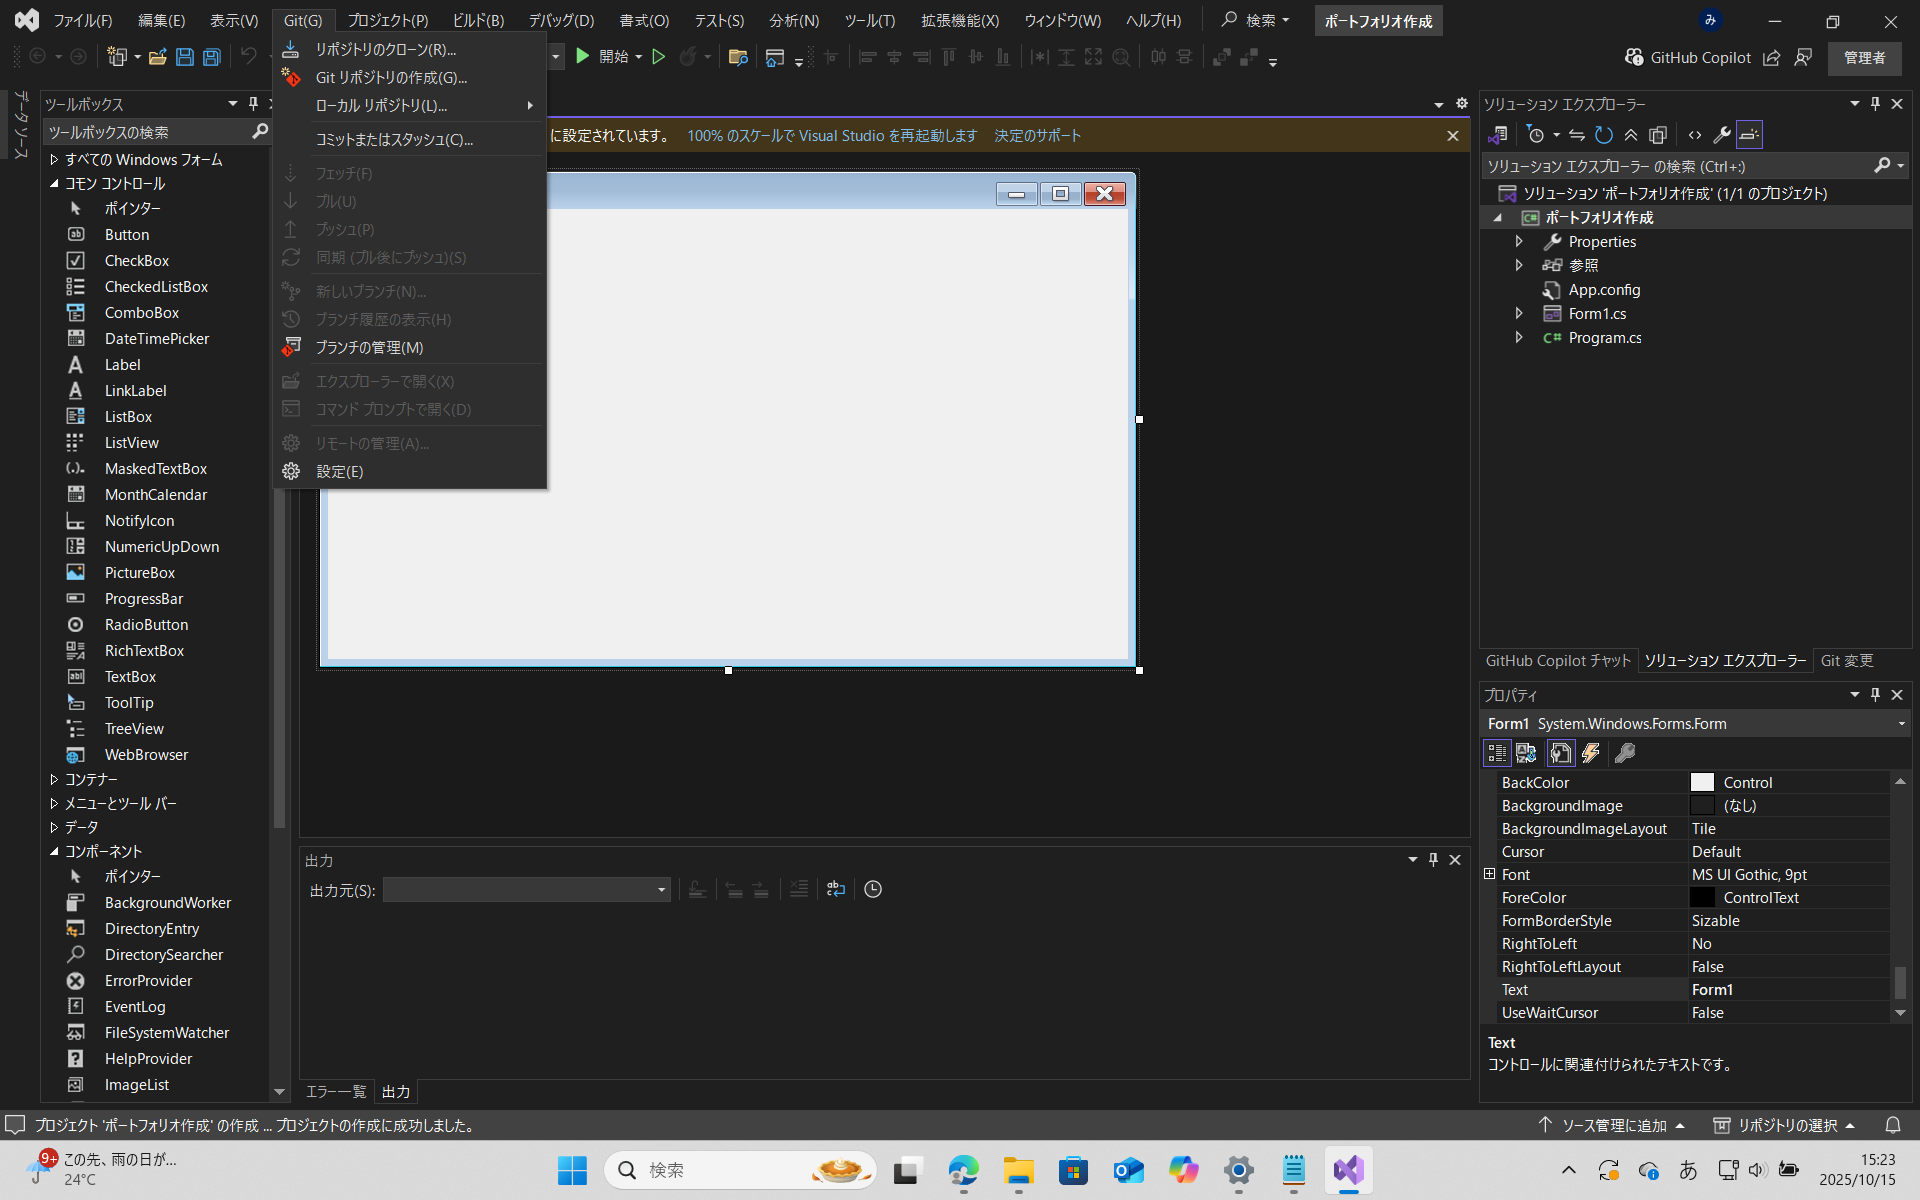 ファイル(F) 編集(E) 表示(V) Git(G) プロジェクト(P) ビルド(B) デバッグ(D) 書式(O) テスト(S) 分析(N) ツール(T) 拡張機能(X) ウィンドウ(W) ヘルプ(H) 検索 ポートフォリオ作成 み
開始 GitHub Copilot 管理者
リポジトリのクローン(R)...
Git リポジトリの作成(G)...
ローカル リポジトリ(L)...
コミットまたはスタッシュ(C)...
フェッチ(F)
プル(U)
プッシュ(P)
同期 (プル後にプッシュ)(S)
新しいブランチ(N)...
ブランチ履歴の表示(H)
ブランチの管理(M)
エクスプローラーで開く(X)
コマンド プロンプトで開く(D)
リモートの管理(A)...
設定(E)
データソース
ツールボックス
ツールボックスの検索
すべての Windows フォーム
コモン コントロール
ポインター
Button
CheckBox
CheckedListBox
ComboBox
DateTimePicker
Label
LinkLabel
ListBox
ListView
MaskedTextBox
MonthCalendar
NotifyIcon
NumericUpDown
PictureBox
ProgressBar
RadioButton
RichTextBox
TextBox
ToolTip
TreeView
WebBrowser
コンテナー
メニューとツール バー
データ
コンポーネント
ポインター
BackgroundWorker
DirectoryEntry
DirectorySearcher
ErrorProvider
EventLog
FileSystemWatcher
HelpProvider
ImageList
に設定されています。 100% のスケールで Visual Studio を再起動します 決定のサポート
出力
出力元(S):
エラー一覧 出力
ソリューション エクスプローラー
ソリューション エクスプローラー の検索 (Ctrl+:)
ソリューション 'ポートフォリオ作成' (1/1 のプロジェクト)
ポートフォリオ作成
Properties
参照
App.config
Form1.cs
Program.cs
GitHub Copilot チャット ソリューション エクスプローラー Git 変更
プロパティ
Form1 System.Windows.Forms.Form
BackColor Control
BackgroundImage (なし)
BackgroundImageLayout Tile
Cursor Default
Font MS UI Gothic, 9pt
ForeColor ControlText
FormBorderStyle Sizable
RightToLeft No
RightToLeftLayout False
Text Form1
UseWaitCursor False
Text
コントロールに関連付けられたテキストです。
プロジェクト 'ポートフォリオ作成' の作成 ... プロジェクトの作成に成功しました。 ソース管理に追加 リポジトリの選択
9+ この先、雨の日が...
24°C
検索
あ
15:23
2025/10/15